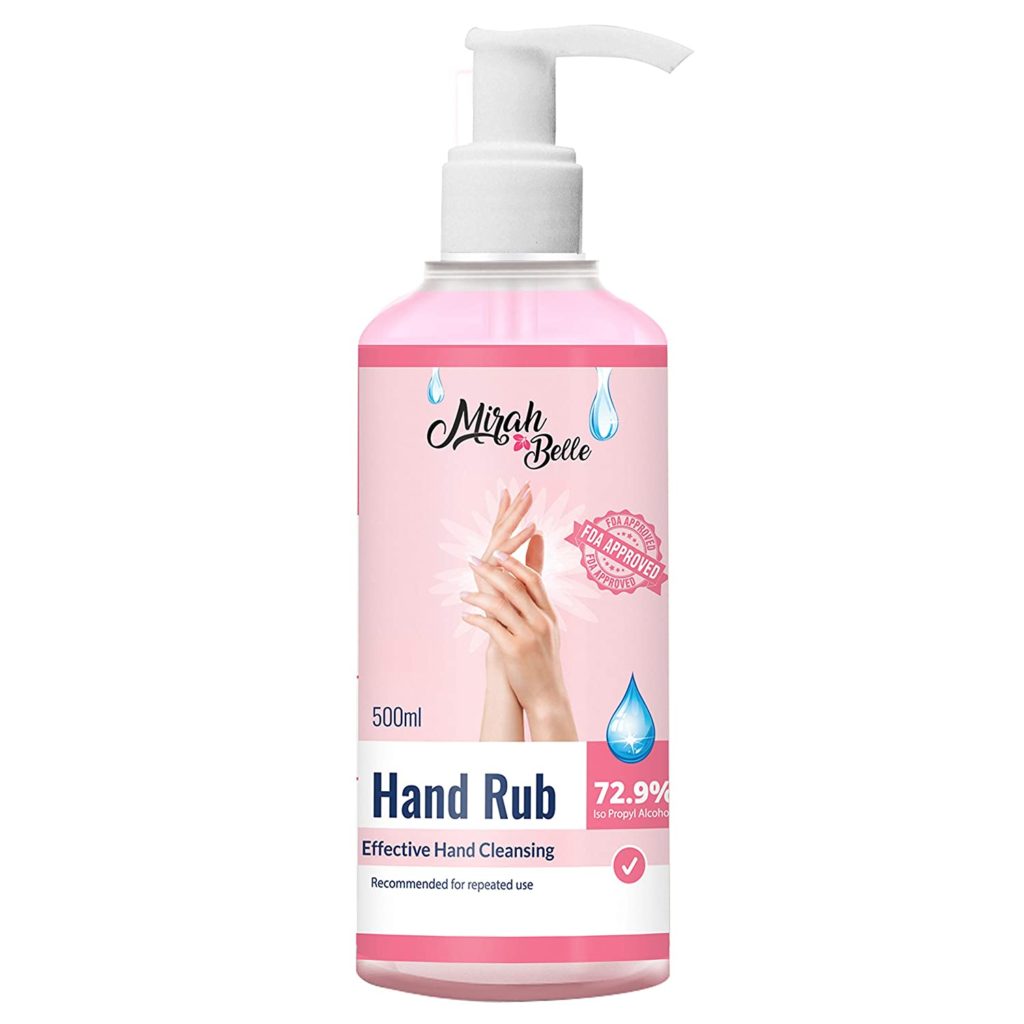 Mirah
Belle
FDA APPROVED
FDA APPROVED
FDA APPROVED
500ml
72.9%
Iso Propyl Alcoho
Hand Rub
Effective Hand Cleansing
Recommended for repeated use